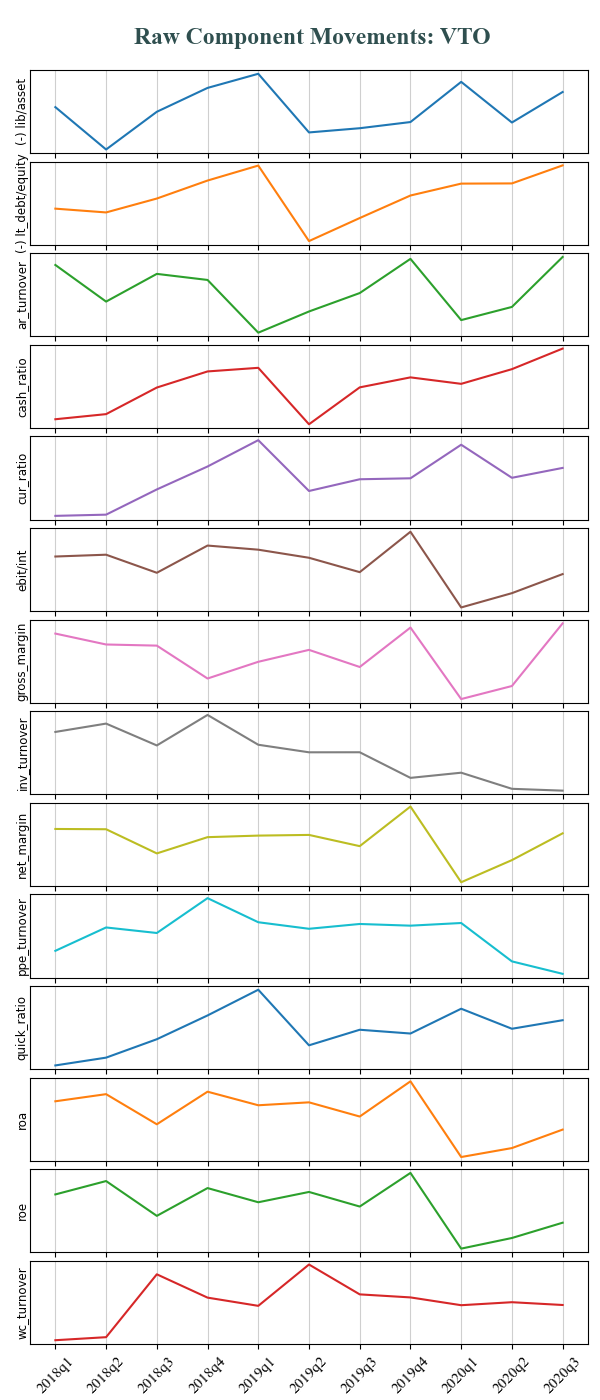 Raw Component Movements: VTO
(-) lib/asset
(-) lt_debt/equity
ar_turnover
cash_ratio
cur_ratio
ebit/int
gross_margin
inv_turnover
net_margin
ppe_turnover
quick_ratio
roa
roe
wc_turnover
2018q1 2018q2 2018q3 2018q4 2019q1 2019q2 2019q3 2019q4 2020q1 2020q2 2020q3